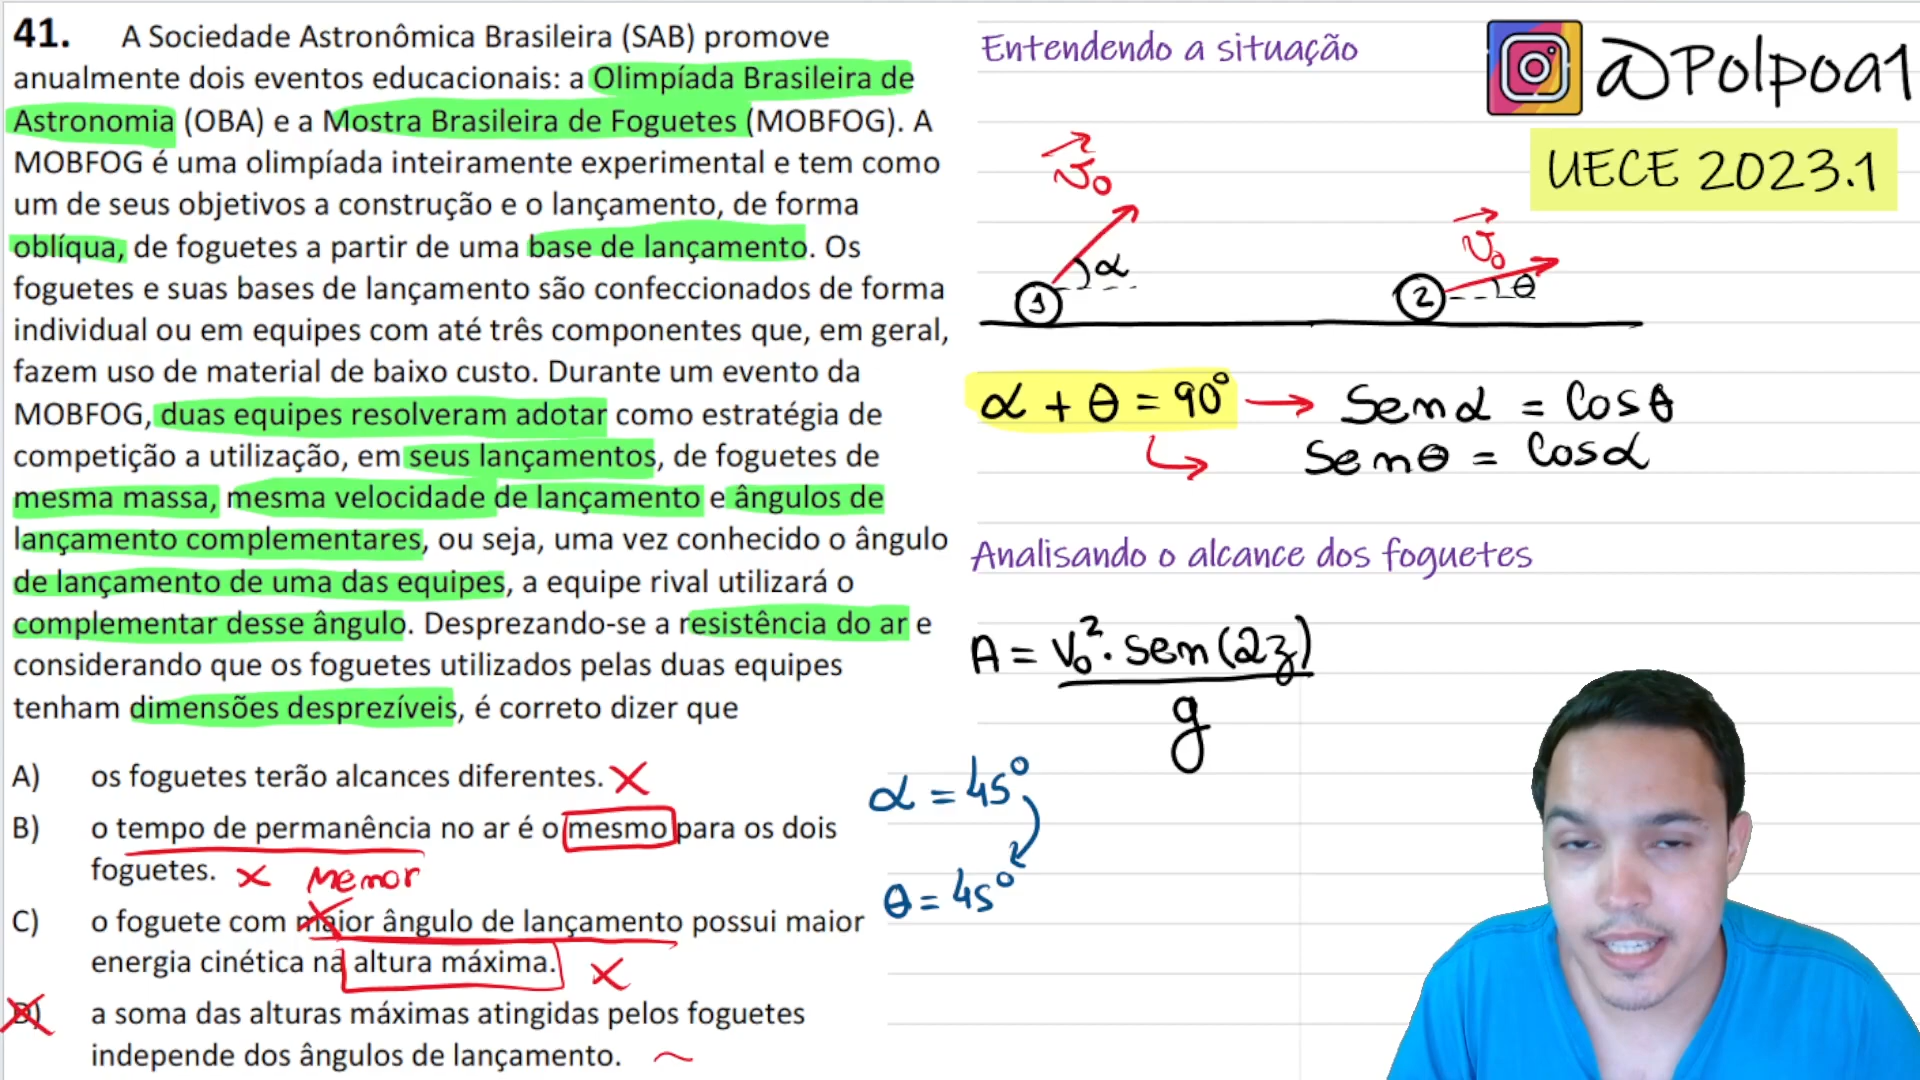 41. A Sociedade Astronômica Brasileira (SAB) promove
anualmente dois eventos educacionais: a Olimpíada Brasileira de
Astronomia (OBA) e a Mostra Brasileira de Foguetes (MOBFOG). A
MOBFOG é uma olimpíada inteiramente experimental e tem como
um de seus objetivos a construção e o lançamento, de forma
oblíqua, de foguetes a partir de uma base de lançamento. Os
foguetes e suas bases de lançamento são confeccionados de forma
individual ou em equipes com até três componentes que, em geral,
fazem uso de material de baixo custo. Durante um evento da
MOBFOG, duas equipes resolveram adotar como estratégia de
competição a utilização, em seus lançamentos, de foguetes de
mesma massa, mesma velocidade de lançamento e ângulos de
lançamento complementares, ou seja, uma vez conhecido o ângulo
de lançamento de uma das equipes, a equipe rival utilizará o
complementar desse ângulo. Desprezando-se a resistência do ar e
considerando que os foguetes utilizados pelas duas equipes
tenham dimensões desprezíveis, é correto dizer que
A) os foguetes terão alcances diferentes. X
B) o tempo de permanência no ar é o mesmo para os dois
foguetes. X Menor
C) o foguete com maior ângulo de lançamento possui maior
energia cinética na altura máxima. X
D) a soma das alturas máximas atingidas pelos foguetes
independe dos ângulos de lançamento.
Entendendo a situação
@Polpoa1
UECE 2023.1
V₀
α
1
V₀
θ
2
α + θ = 90° → Sen α = Cos θ
Sen θ = Cos α
Analisando o alcance dos foguetes
A = V₀² · sen(2z)
g
α = 45°
θ = 45°